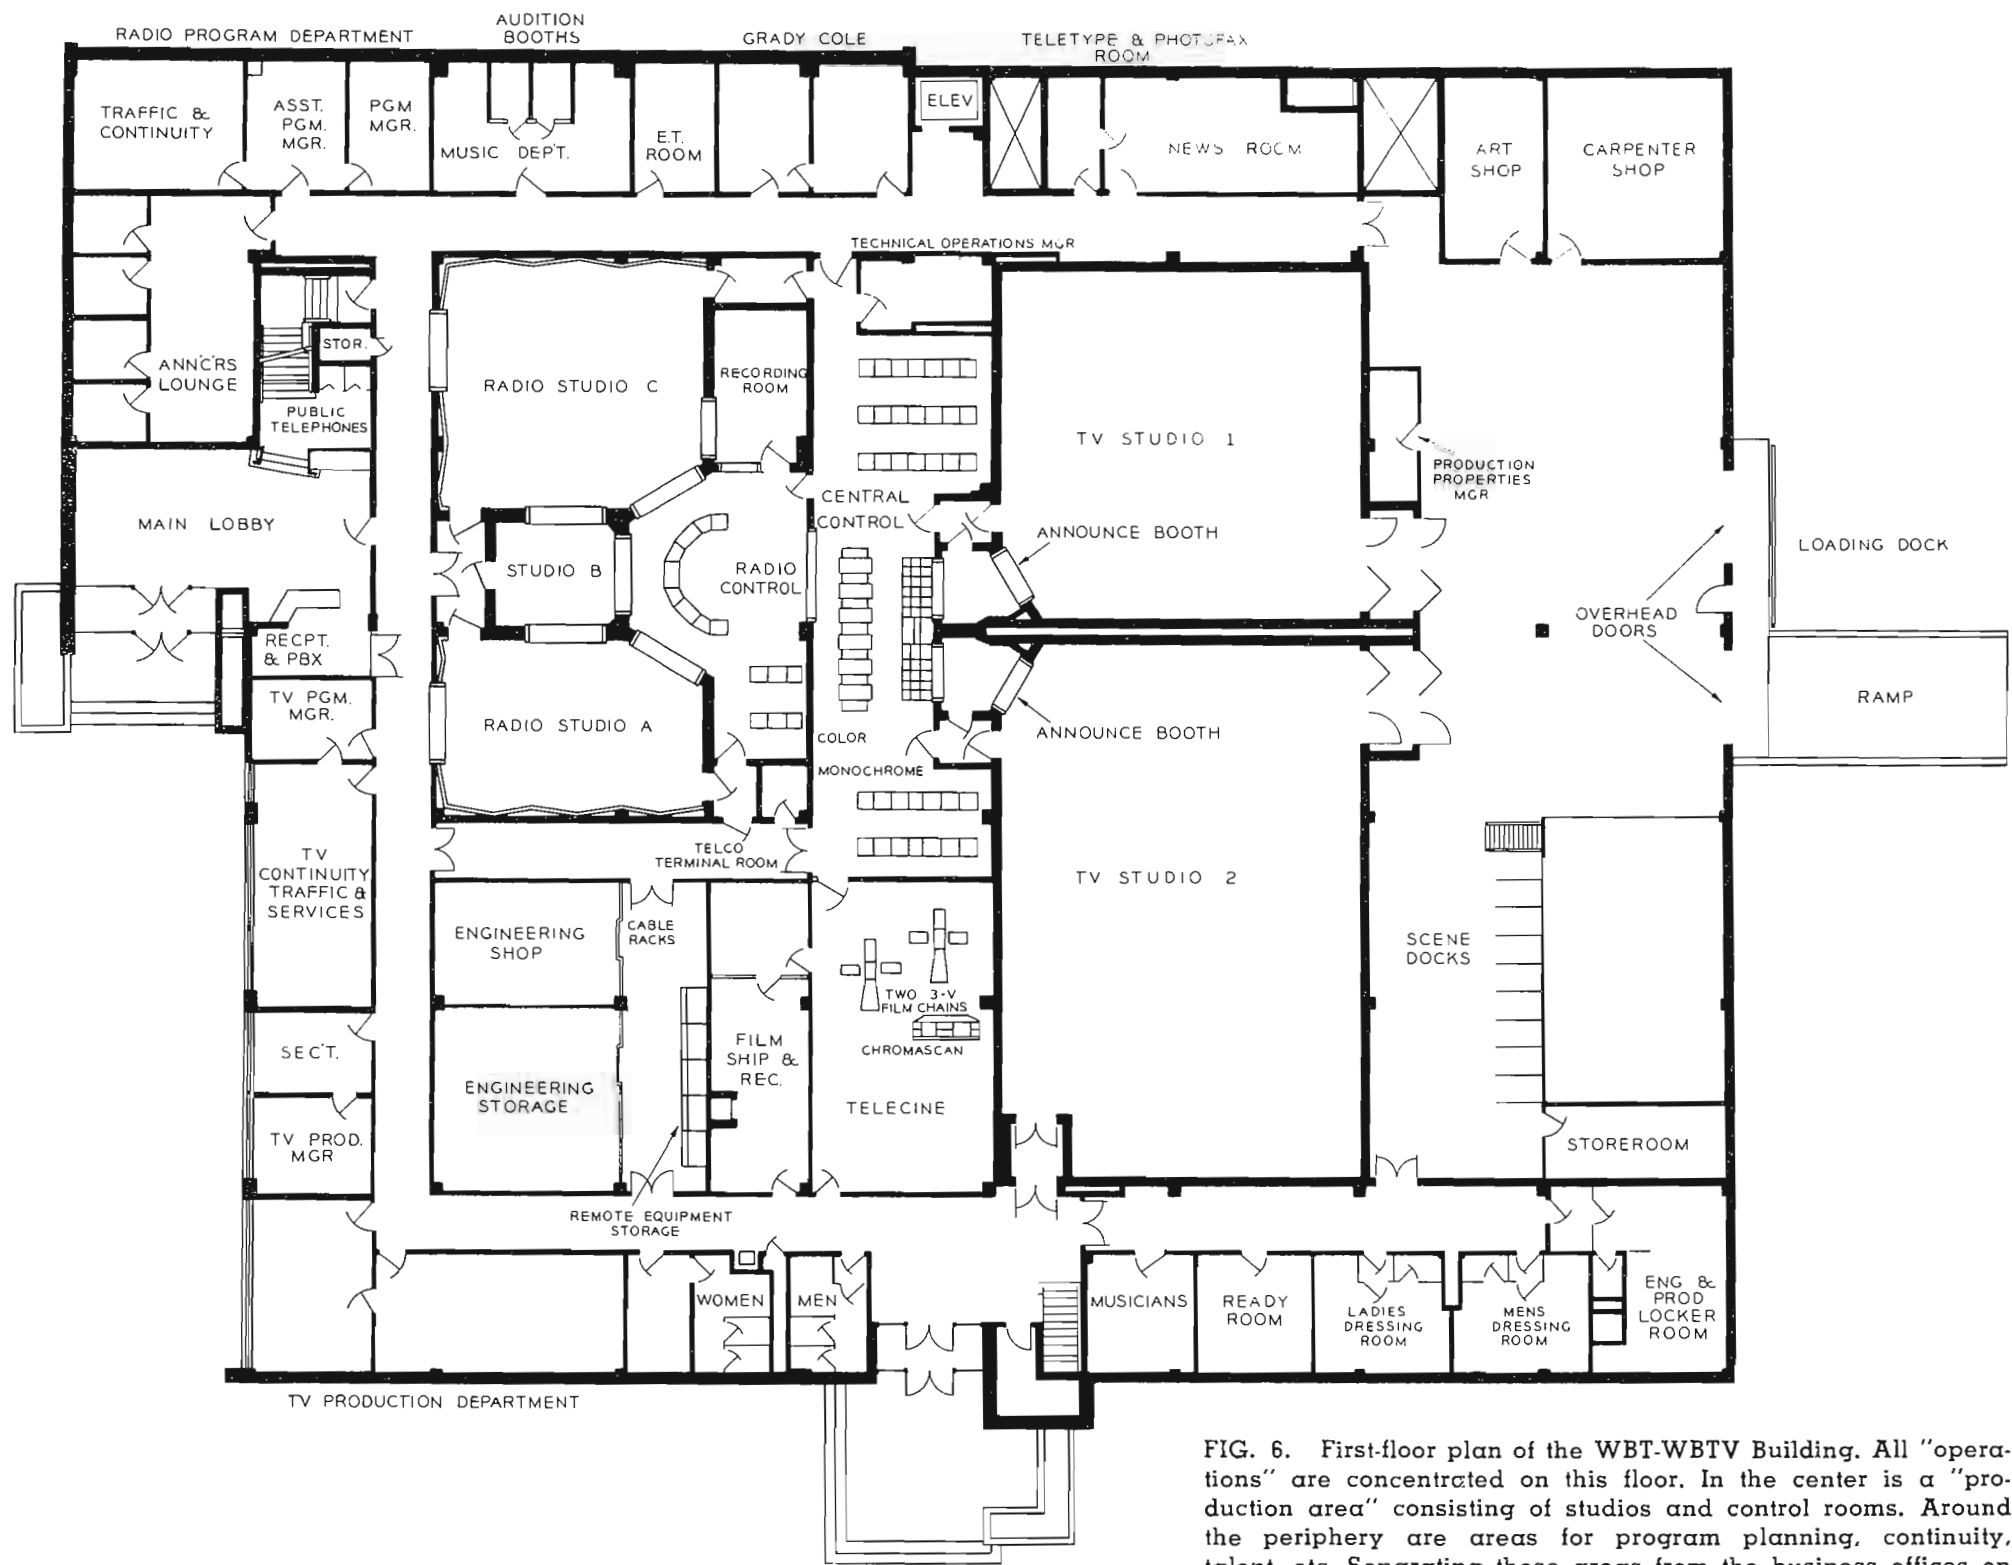 RADIO PROGRAM DEPARTMENT
AUDITION
BOOTHS
GRADY COLE
TELETYPE & PHOTOFAX
ROOM
TRAFFIC &
CONTINUITY
ASST.
PGM.
MGR.
PGM
MGR.
MUSIC DEP'T.
E.T.
ROOM
ELEV
NEWS ROOM
ART
SHOP
CARPENTER
SHOP
TECHNICAL OPERATIONS MGR
STOR.
ANN'C'RS
LOUNGE
PUBLIC
TELEPHONES
RADIO STUDIO C
RECORDING
ROOM
TV STUDIO 1
PRODUCTION
PROPERTIES
MGR
MAIN LOBBY
CENTRAL
CONTROL
ANNOUNCE BOOTH
LOADING DOCK
STUDIO B
RADIO
CONTROL
OVERHEAD
DOORS
RECPT.
& PBX
TV PGM.
MGR.
RADIO STUDIO A
COLOR
ANNOUNCE BOOTH
RAMP
MONOCHROME
TV
CONTINUITY
TRAFFIC &
SERVICES
TELCO
TERMINAL ROOM
TV STUDIO 2
ENGINEERING
SHOP
CABLE
RACKS
SCENE
DOCKS
TWO 3-V
FILM CHAINS
CHROMASCAN
SEC'T.
FILM
SHIP &
REC.
ENGINEERING
STORAGE
TELECINE
TV PROD.
MGR
STOREROOM
REMOTE EQUIPMENT
STORAGE
WOMEN
MEN
MUSICIANS
READY
ROOM
LADIES
DRESSING
ROOM
MENS
DRESSING
ROOM
ENG &
PROD
LOCKER
ROOM
TV PRODUCTION DEPARTMENT
FIG. 6. First-floor plan of the WBT-WBTV Building. All "opera-
tions" are concentrated on this floor. In the center is a "pro-
duction area" consisting of studios and control rooms. Around
the periphery are areas for program planning, continuity,